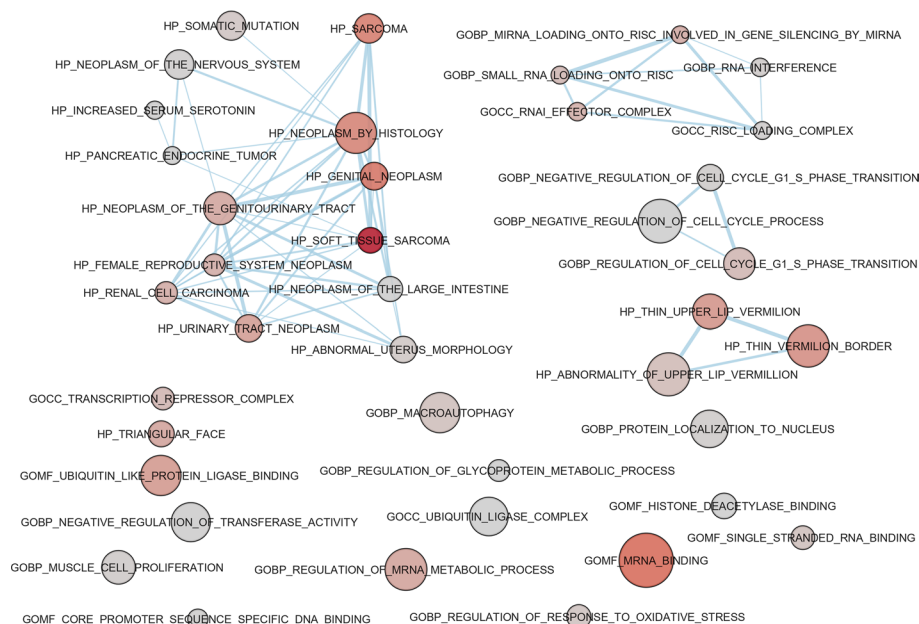 HP_SOMATIC_MUTATION
HP_SARCOMA
HP_NEOPLASM_OF_THE_NERVOUS_SYSTEM
HP_INCREASED_SERUM_SEROTONIN
HP_NEOPLASM_BY_HISTOLOGY
HP_PANCREATIC_ENDOCRINE_TUMOR
HP_GENITAL_NEOPLASM
HP_NEOPLASM_OF_THE_GENITOURINARY_TRACT
HP_SOFT_TISSUE_SARCOMA
HP_FEMALE_REPRODUCTIVE_SYSTEM_NEOPLASM
HP_RENAL_CELL_CARCINOMA
HP_NEOPLASM_OF_THE_LARGE_INTESTINE
HP_URINARY_TRACT_NEOPLASM
HP_ABNORMAL_UTERUS_MORPHOLOGY
GOBP_MIRNA_LOADING_ONTO_RISC_INVOLVED_IN_GENE_SILENCING_BY_MIRNA
GOBP_SMALL_RNA_LOADING_ONTO_RISC
GOBP_RNA_INTERFERENCE
GOCC_RNAI_EFFECTOR_COMPLEX
GOCC_RISC_LOADING_COMPLEX
GOBP_NEGATIVE_REGULATION_OF_CELL_CYCLE_G1_S_PHASE_TRANSITION
GOBP_NEGATIVE_REGULATION_OF_CELL_CYCLE_PROCESS
GOBP_REGULATION_OF_CELL_CYCLE_G1_S_PHASE_TRANSITION
HP_THIN_UPPER_LIP_VERMILION
HP_THIN_VERMILION_BORDER
HP_ABNORMALITY_OF_UPPER_LIP_VERMILLION
GOCC_TRANSCRIPTION_REPRESSOR_COMPLEX
GOBP_MACROAUTOPHAGY
HP_TRIANGULAR_FACE
GOBP_PROTEIN_LOCALIZATION_TO_NUCLEUS
GOMF_UBIQUITIN_LIKE_PROTEIN_LIGASE_BINDING
GOBP_REGULATION_OF_GLYCOPROTEIN_METABOLIC_PROCESS
GOMF_HISTONE_DEACETYLASE_BINDING
GOBP_NEGATIVE_REGULATION_OF_TRANSFERASE_ACTIVITY
GOCC_UBIQUITIN_LIGASE_COMPLEX
GOMF_SINGLE_STRANDED_RNA_BINDING
GOBP_MUSCLE_CELL_PROLIFERATION
GOBP_REGULATION_OF_MRNA_METABOLIC_PROCESS
GOMF_MRNA_BINDING
GOMF_CORE_PROMOTER_SEQUENCE_SPECIFIC_DNA_BINDING
GOBP_REGULATION_OF_RESPONSE_TO_OXIDATIVE_STRESS